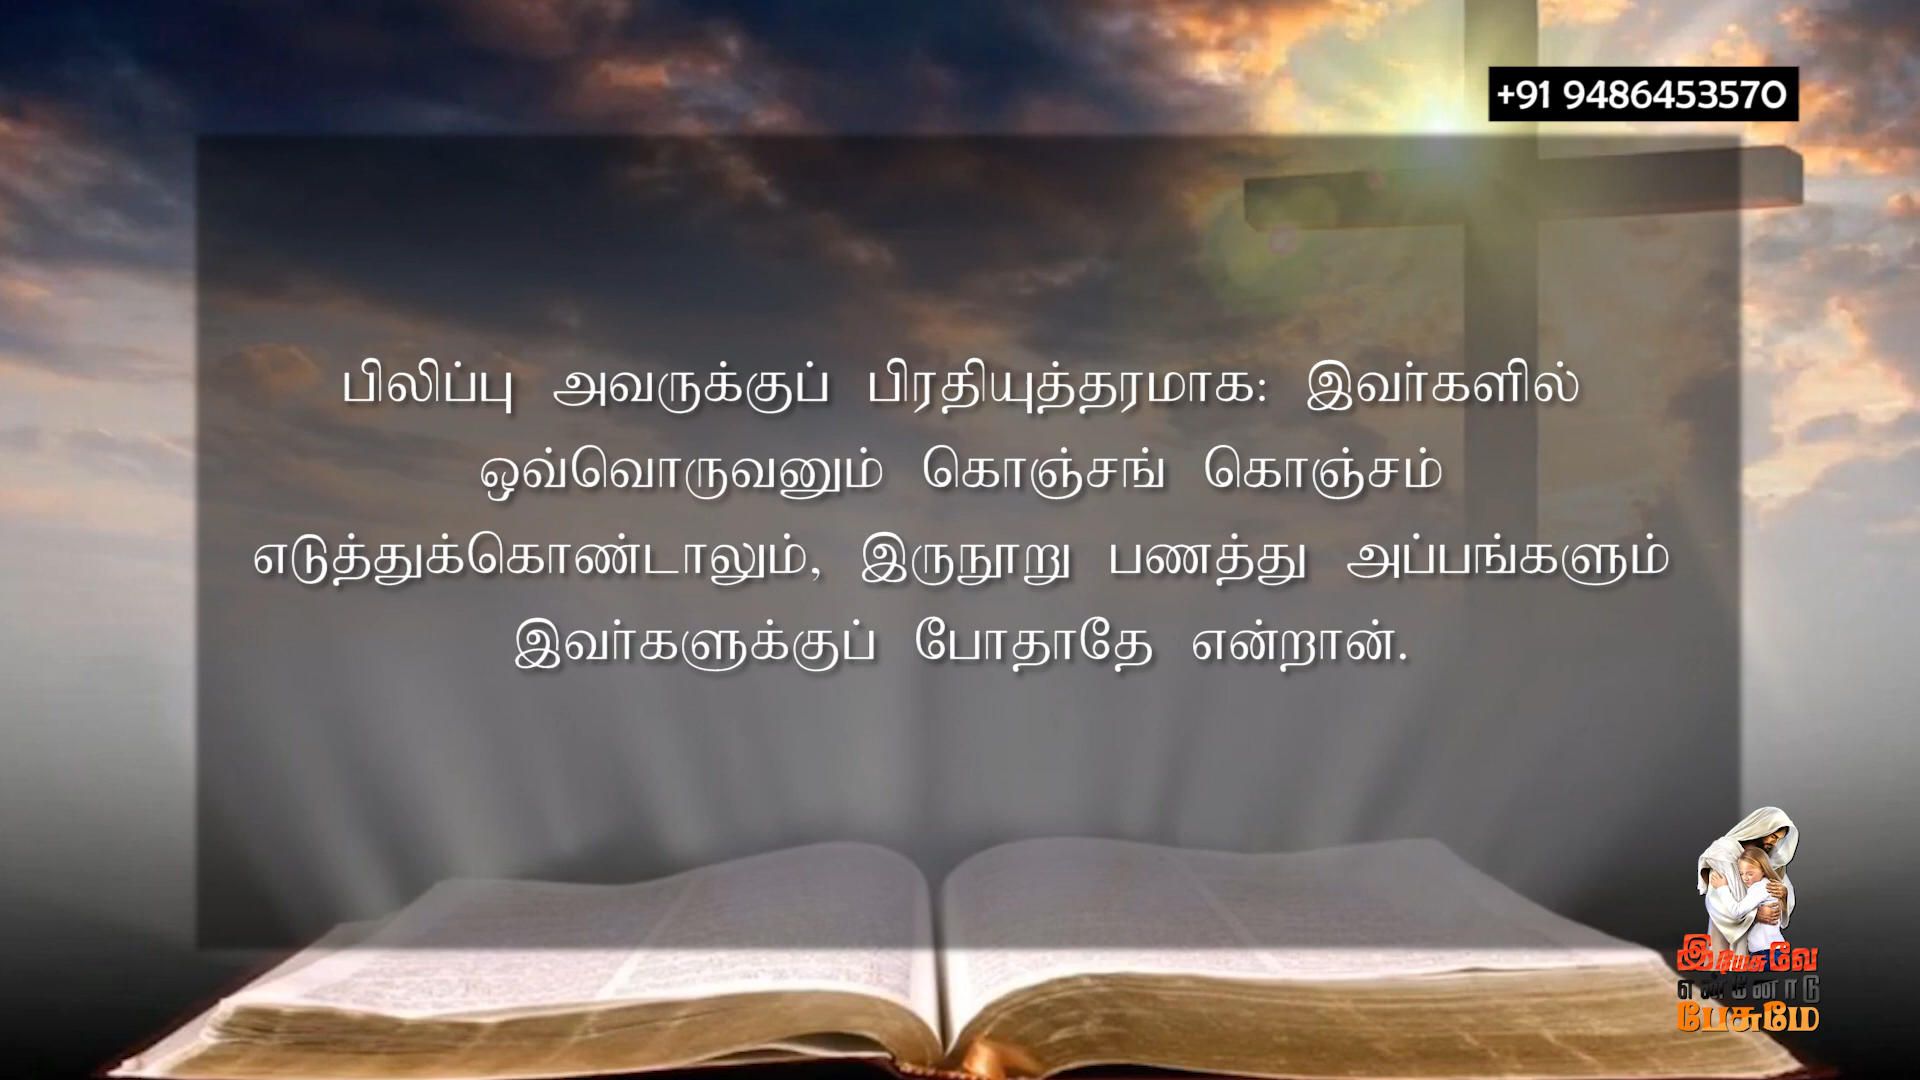 +91 9486453570
பிலிப்பு அவருக்குப் பிரதியுத்தரமாக: இவர்களில்
ஒவ்வொருவனும் கொஞ்சங் கொஞ்சம்
எடுத்துக்கொண்டாலும், இருநூறு பணத்து அப்பங்களும்
இவர்களுக்குப் போதாதே என்றான்.
இயேசுவே
என்னோடு
பேசுமே